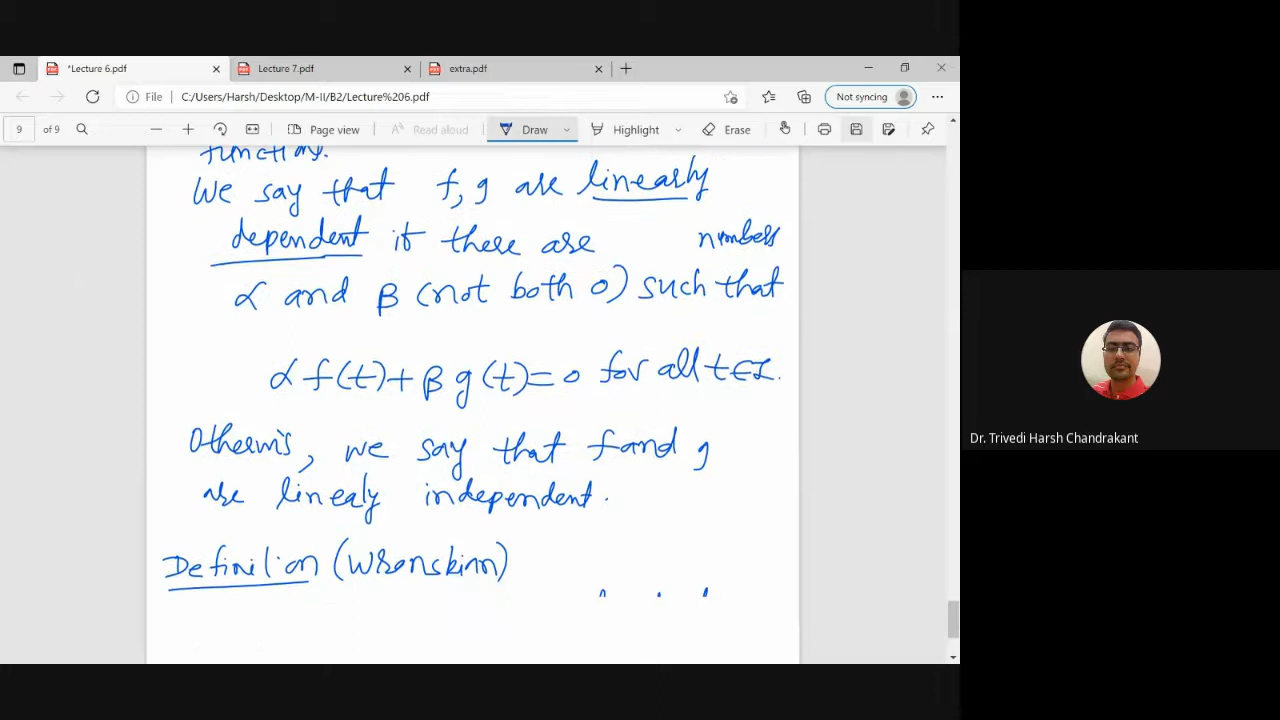 *Lecture 6.pdf
Lecture 7.pdf
extra.pdf
File C:/Users/Harsh/Desktop/M-II/B2/Lecture%206.pdf
Not syncing
9 of 9
Page view
Read aloud
Draw
Highlight
Erase
functions.
We say that f, g are linearly
dependent if there are numbers
α and β (not both 0) such that
α f(t) + β g(t) = 0 for all t ∈ I.
we say that f and g
are linealy independent.
Definition (Wronskian)
Dr. Trivedi Harsh Chandrakant